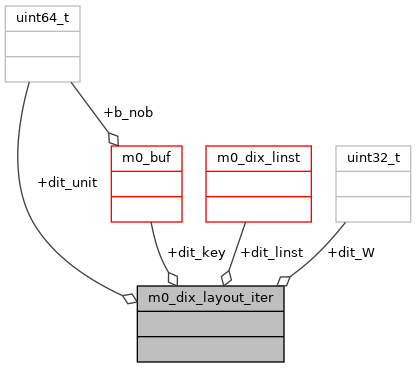 uint64_t
+b_nob
m0_buf
m0_dix_linst
uint32_t
+dit_unit
+dit_key
+dit_linst
+dit_W
m0_dix_layout_iter